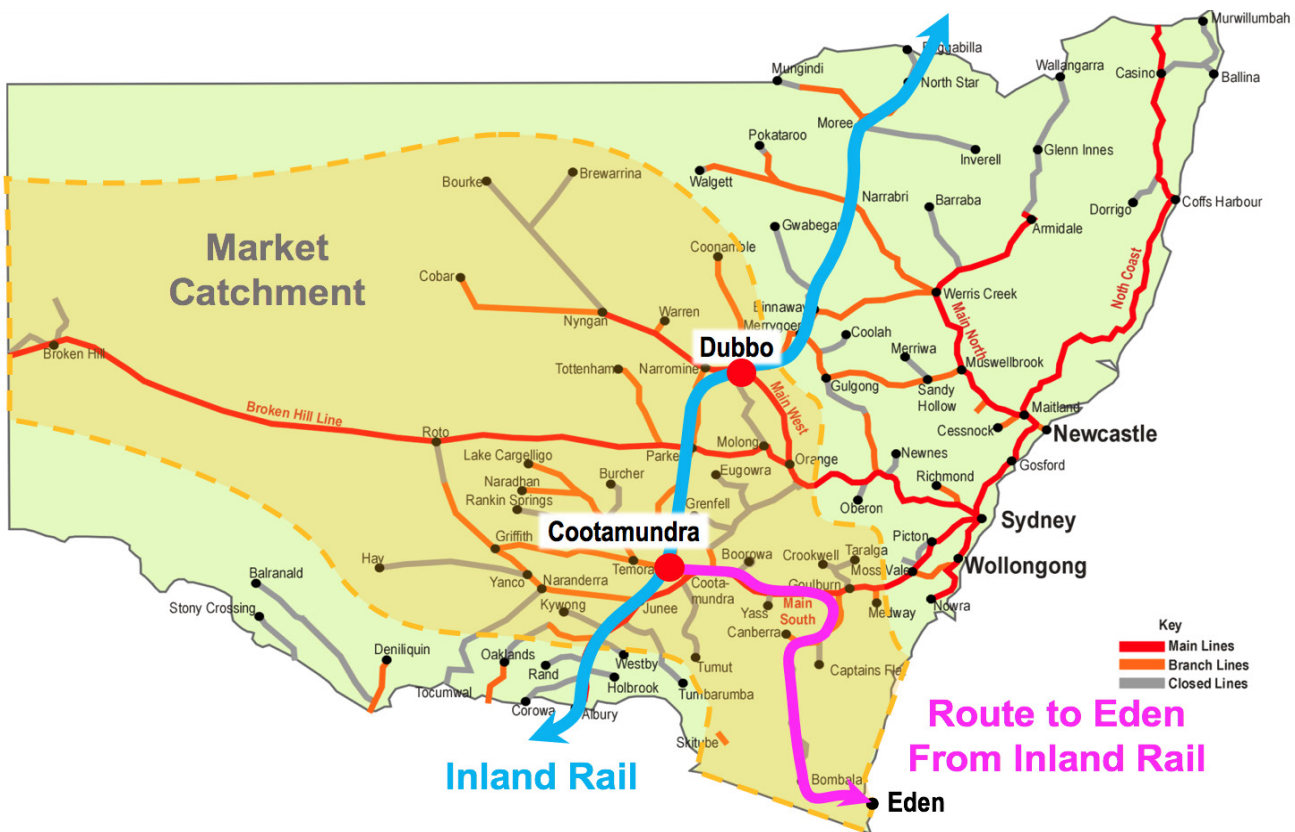 Murwillumbah
Boggabilla
Mungindi
Wallangarra
Casino
Ballina
North Star
Moree
Pokataroo
Glenn Innes
Inverell
Walgett
Brewarrina
Bourke
Narrabri
Barraba
Dorrigo
Coffs Harbour
Gwabegar
Armidale
Market
Catchment
Coonamble
Noth Coast
Cobar
Werris Creek
Binnaway
Warren
Nyngan
Merrygoen
Main North
Coolah
Merriwa
Muswellbrook
Broken Hill
Dubbo
Tottenham
Narromine
Gulgong
Sandy
Hollow
Main West
Maitland
Broken Hill Line
Cessnock
Newcastle
Roto
Parkes
Molong
Orange
Newnes
Gosford
Lake Cargelligo
Burcher
Eugowra
Richmond
Naradhan
Rankin Springs
Grenfell
Oberon
Sydney
Cootamundra
Griffith
Picton
Boorowa
Crookwell
Taralga
Hay
Temora
Moss Vale
Wollongong
Balranald
Yanco
Naranderra
Coota-
mundra
Goulburn
Stony Crossing
Kywong
Junee
Yass
Main
South
Medway
Nowra
Canberra
Key
Main Lines
Branch Lines
Closed Lines
Deniliquin
Oaklands
Rand
Westby
Tumut
Captains Fla
Holbrook
Tocumwal
Corowa
Albury
Tumbarumba
Route to Eden
From Inland Rail
Skitube
Inland Rail
Bombala
Eden